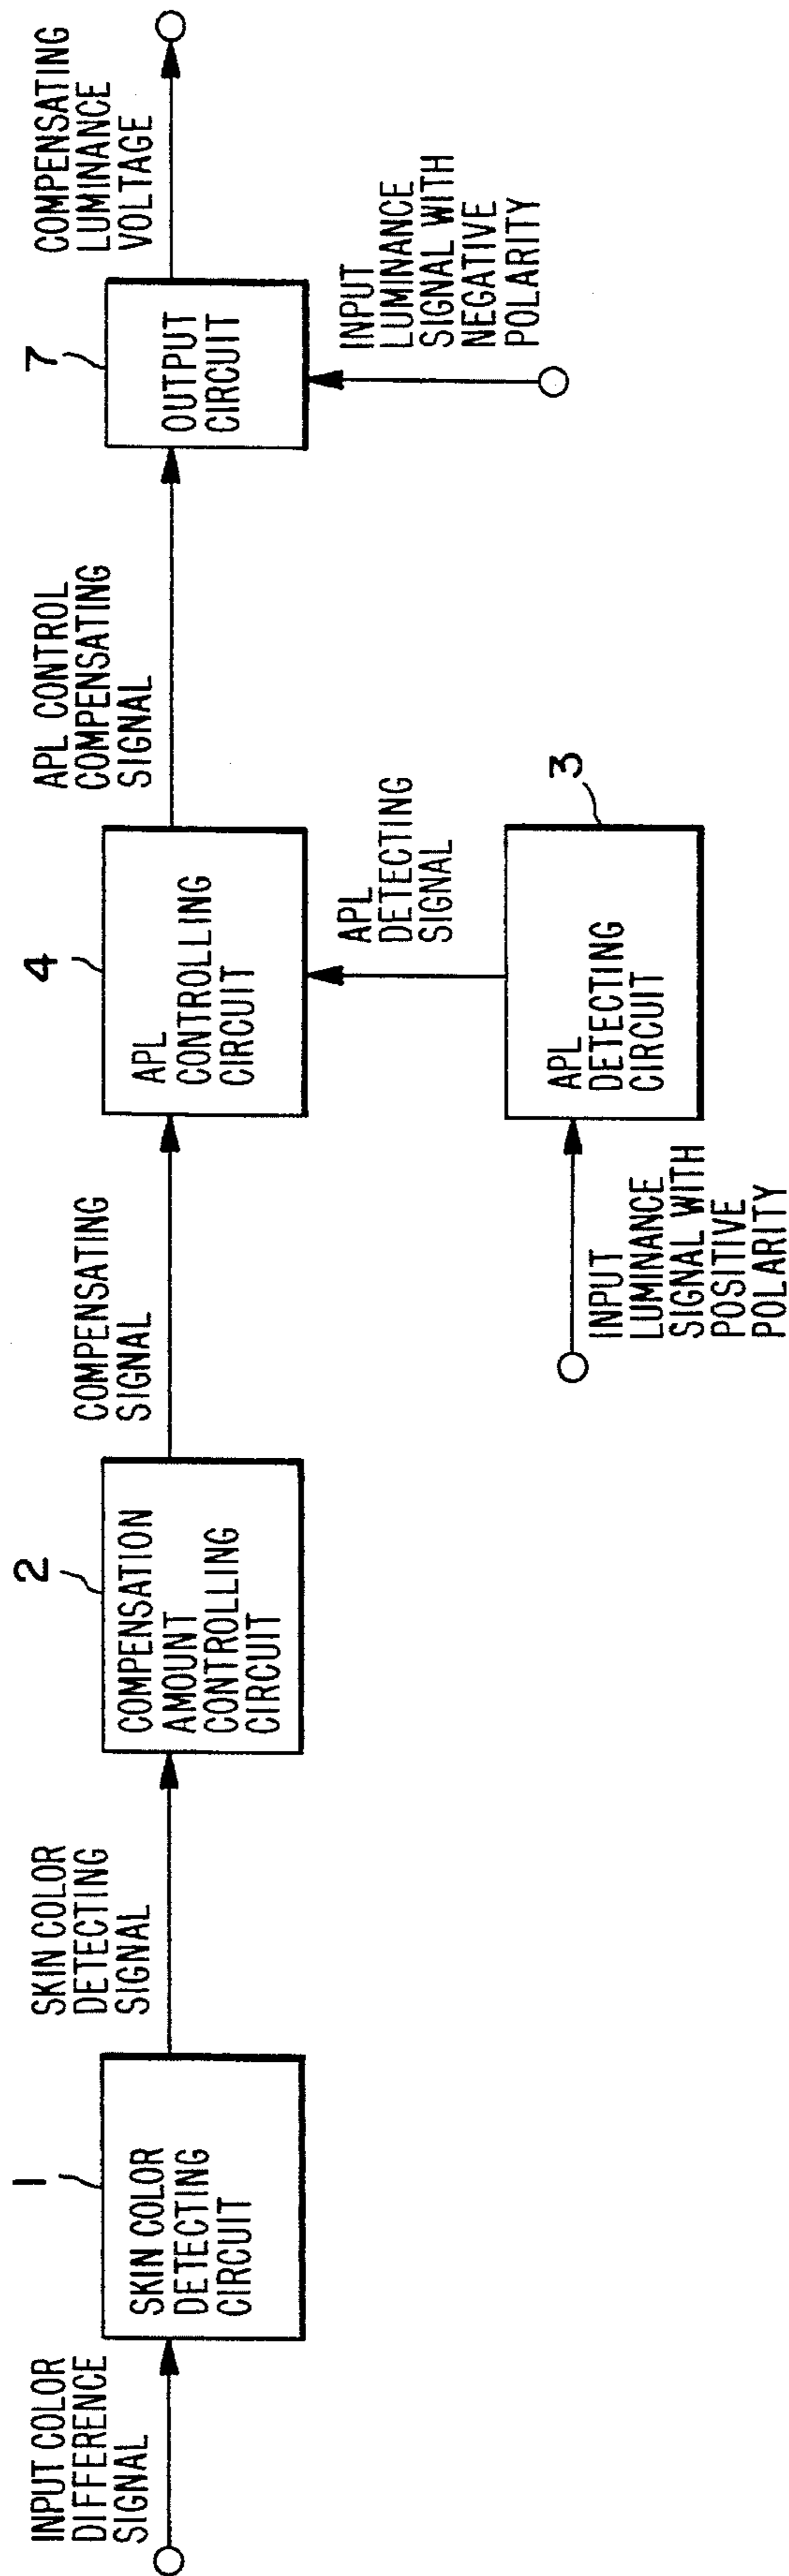 INPUT COLOR
DIFFERENCE
SIGNAL
1
SKIN COLOR
DETECTING
CIRCUIT
SKIN COLOR
DETECTING
SIGNAL
2
COMPENSATION
AMOUNT
CONTROLLING
CIRCUIT
COMPENSATING
SIGNAL
4
APL
CONTROLLING
CIRCUIT
APL CONTROL
COMPENSATING
SIGNAL
7
OUTPUT
CIRCUIT
COMPENSATING
LUMINANCE
VOLTAGE
INPUT
LUMINANCE
SIGNAL WITH
POSITIVE
POLARITY
3
APL
DETECTING
CIRCUIT
APL
DETECTING
SIGNAL
INPUT
LUMINANCE
SIGNAL WITH
NEGATIVE
POLARITY